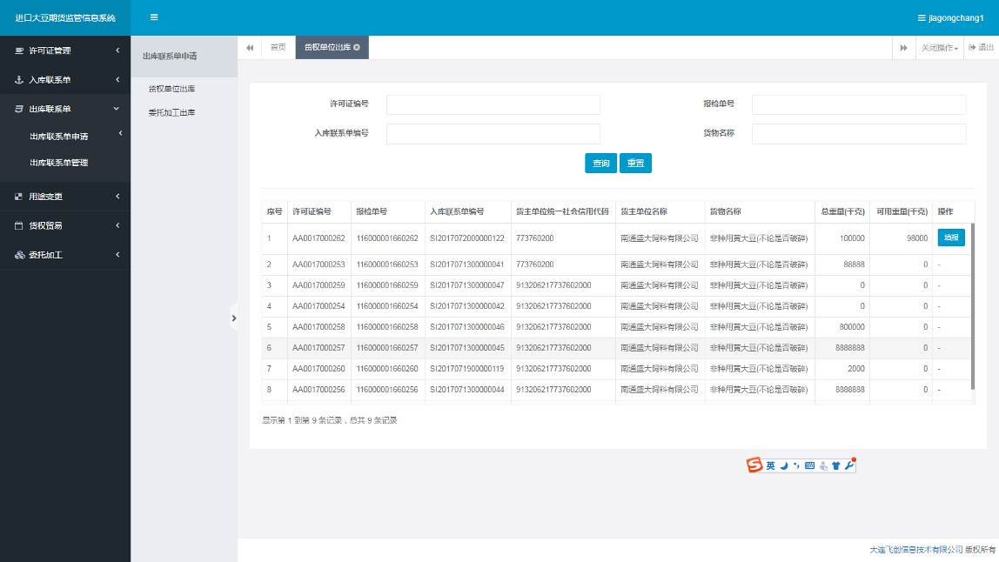 进口大豆期货监管信息系统
jiagongchang1
许可证管理
入库联系单
出库联系单
出库联系单申请
出库联系单管理
用途变更
货权贸易
委托加工
出库联系单申请
货权单位出库
委托加工出库
首页 货权单位出库 关闭操作 退出
许可证编号 报检单号
入库联系单编号 货物名称
查询 重置
序号 许可证编号 报检单号 入库联系单编号 货主单位统一社会信用代码 货主单位名称 货物名称 总重量(千克) 可用重量(千克) 操作
1 AA0017000262 116000001660262 SI2017072000000122 773760200 南通盛大饲料有限公司 非种用黄大豆(不论是否破碎) 100000 98000 填报
2 AA0017000253 116000001660253 SI2017071300000041 773760200 南通盛大饲料有限公司 非种用黄大豆(不论是否破碎) 88888 0 -
3 AA0017000259 116000001660259 SI2017071300000047 913206217737602000 南通盛大饲料有限公司 非种用黄大豆(不论是否破碎) 0 0 -
4 AA0017000254 116000001660254 SI2017071300000042 913206217737602000 南通盛大饲料有限公司 非种用黄大豆(不论是否破碎) 0 0 -
5 AA0017000258 116000001660258 SI2017071300000046 913206217737602000 南通盛大饲料有限公司 非种用黄大豆(不论是否破碎) 800000 0 -
6 AA0017000257 116000001660257 SI2017071300000045 913206217737602000 南通盛大饲料有限公司 非种用黄大豆(不论是否破碎) 8888888 0 -
7 AA0017000260 116000001660260 SI2017071900000119 913206217737602000 南通盛大饲料有限公司 非种用黄大豆(不论是否破碎) 2000 0 -
8 AA0017000256 116000001660256 SI2017071300000044 913206217737602000 南通盛大饲料有限公司 非种用黄大豆(不论是否破碎) 8888888 0 -
显示第 1 到第 9 条记录，总共 9 条记录
S 英
大连飞创信息技术有限公司 版权所有